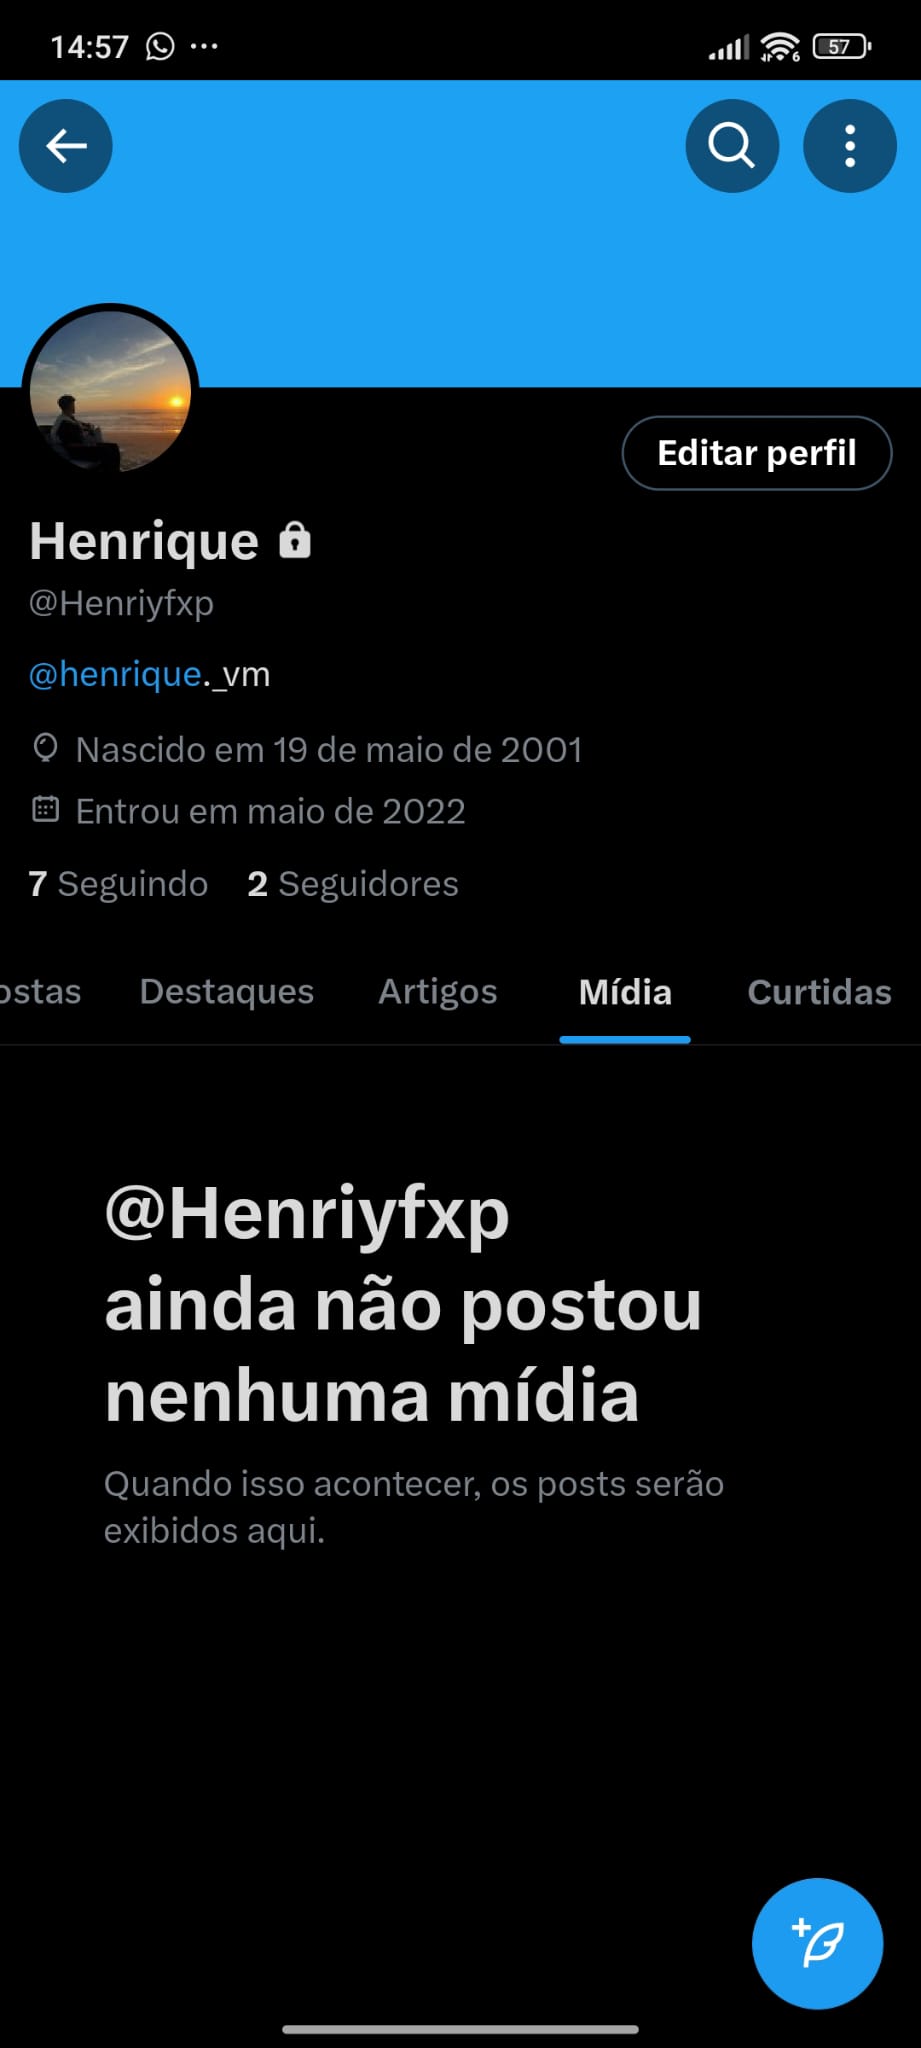 14:57
6
57
Editar perfil
Henrique
@Henriyfxp
@henrique._vm
Nascido em 19 de maio de 2001
Entrou em maio de 2022
7 Seguindo 2 Seguidores
ostas Destaques Artigos Mídia Curtidas
@Henriyfxp
ainda não postou
nenhuma mídia
Quando isso acontecer, os posts serão
exibidos aqui.